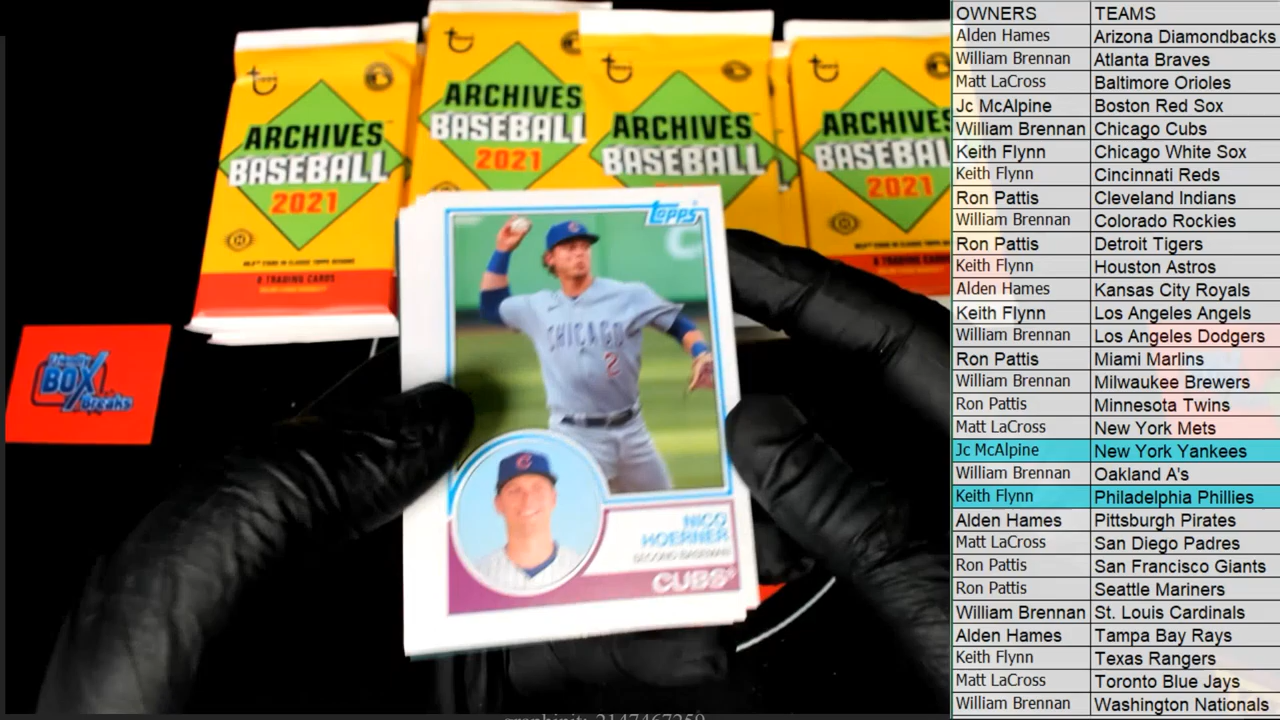 ARCHIVES
BASEBALL
2021
8 TRADING CARDS
ARCHIVES
BASEBALL
2021
ARCHIVES
BASEBALL
ARCHIVES
BASEBAL
2021
Friendly
BOX
Breaks
topps
CHICAGO
2
NICO
HOERNER
SECOND BASEMAN
CUBS
OWNERS TEAMS
Alden Hames Arizona Diamondbacks
William Brennan Atlanta Braves
Matt LaCross Baltimore Orioles
Jc McAlpine Boston Red Sox
William Brennan Chicago Cubs
Keith Flynn Chicago White Sox
Keith Flynn Cincinnati Reds
Ron Pattis Cleveland Indians
William Brennan Colorado Rockies
Ron Pattis Detroit Tigers
Keith Flynn Houston Astros
Alden Hames Kansas City Royals
Keith Flynn Los Angeles Angels
William Brennan Los Angeles Dodgers
Ron Pattis Miami Marlins
William Brennan Milwaukee Brewers
Ron Pattis Minnesota Twins
Matt LaCross New York Mets
Jc McAlpine New York Yankees
William Brennan Oakland A's
Keith Flynn Philadelphia Phillies
Alden Hames Pittsburgh Pirates
Matt LaCross San Diego Padres
Ron Pattis San Francisco Giants
Ron Pattis Seattle Mariners
William Brennan St. Louis Cardinals
Alden Hames Tampa Bay Rays
Keith Flynn Texas Rangers
Matt LaCross Toronto Blue Jays
William Brennan Washington Nationals